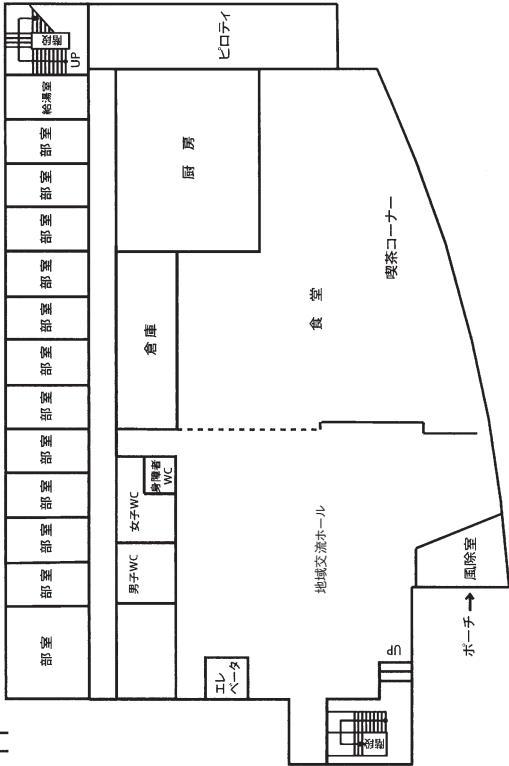 階段
UP
ピロティ
給湯室
部室
部室
部室
部室
部室
部室
部室
部室
部室
部室
部室
部室
厨房
倉庫
食堂
喫茶コーナー
身障者
WC
女子WC
男子WC
地域交流ホール
風除室
ポーチ→
エレ
ベータ
階段